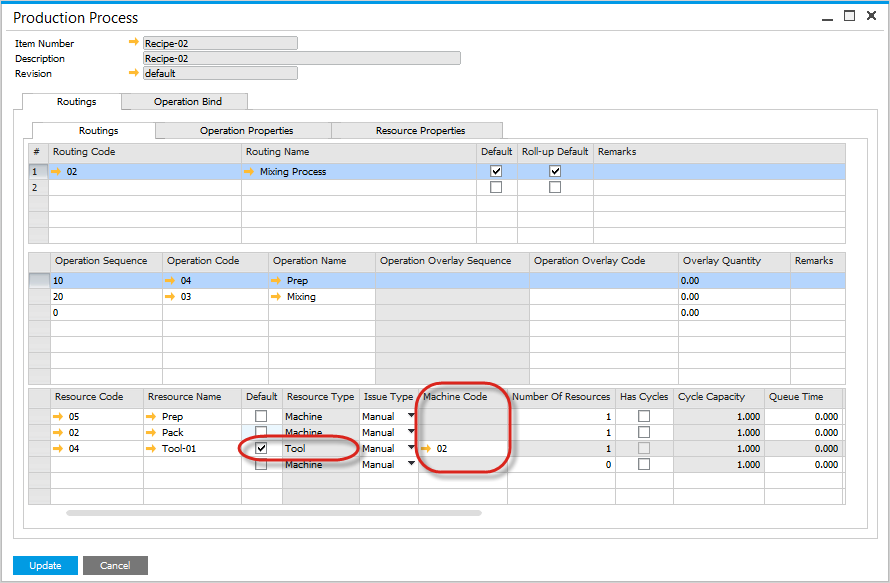 Production Process
Item Number Recipe-02
Description Recipe-02
Revision default
Routings Operation Bind
Routings Operation Properties Resource Properties
# Routing Code Routing Name Default Roll-up Default Remarks
1 02 Mixing Process
2
Operation Sequence Operation Code Operation Name Operation Overlay Sequence Operation Overlay Code Overlay Quantity Remarks
10 04 Prep 0.00
20 03 Mixing 0.00
0 0.00
Resource Code Rresource Name Default Resource Type Issue Type Machine Code Number Of Resources Has Cycles Cycle Capacity Queue Time
05 Prep Machine Manual 1 1.000 0.000
02 Pack Machine Manual 1 1.000 0.000
04 Tool-01 Tool Manual 02 1 1.000 0.000
Machine Manual 0 1.000 0.000
Update Cancel